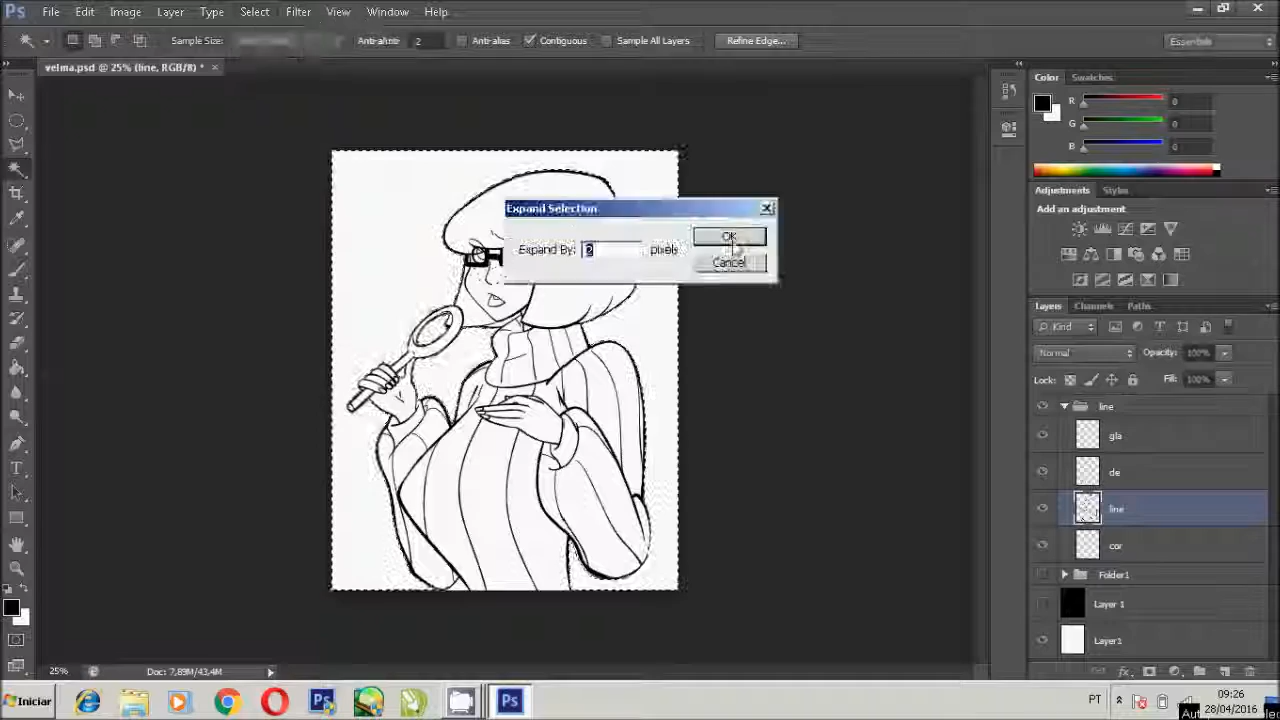 Ps File Edit Image Layer Type Select Filter View Window Help
Sample Size: 2 Anti-alias Contiguous Sample All Layers Refine Edge... Essentials
velma.psd @ 25% (line, RGB/8) *
Color Swatches
R 0
G 0
B 0
Adjustments Styles
Add an adjustment
Expand Selection
Expand By: 2 pixels
OK
Cancel
Layers Channels Paths
Kind
Normal Opacity: 100%
Lock: Fill: 100%
line
gla
de
line
cor
Folder1
Layer 1
Layer1
25% Doc: 7,89M/43,4M
Iniciar
PT
09:26
28/04/2016